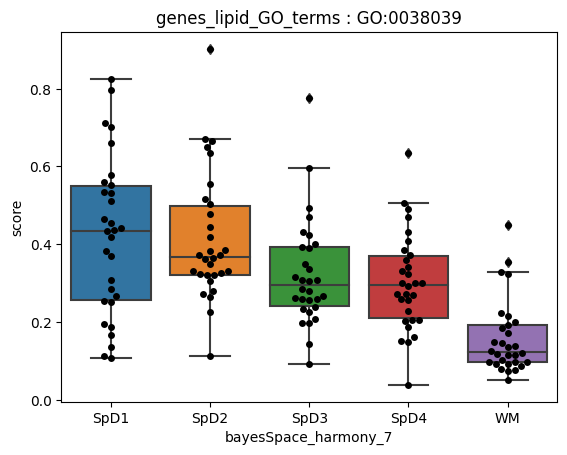 genes_lipid_GO_terms : GO:0038039
0.8
0.6
0.4
0.2
0.0
score
SpD1 SpD2 SpD3 SpD4 WM
bayesSpace_harmony_7